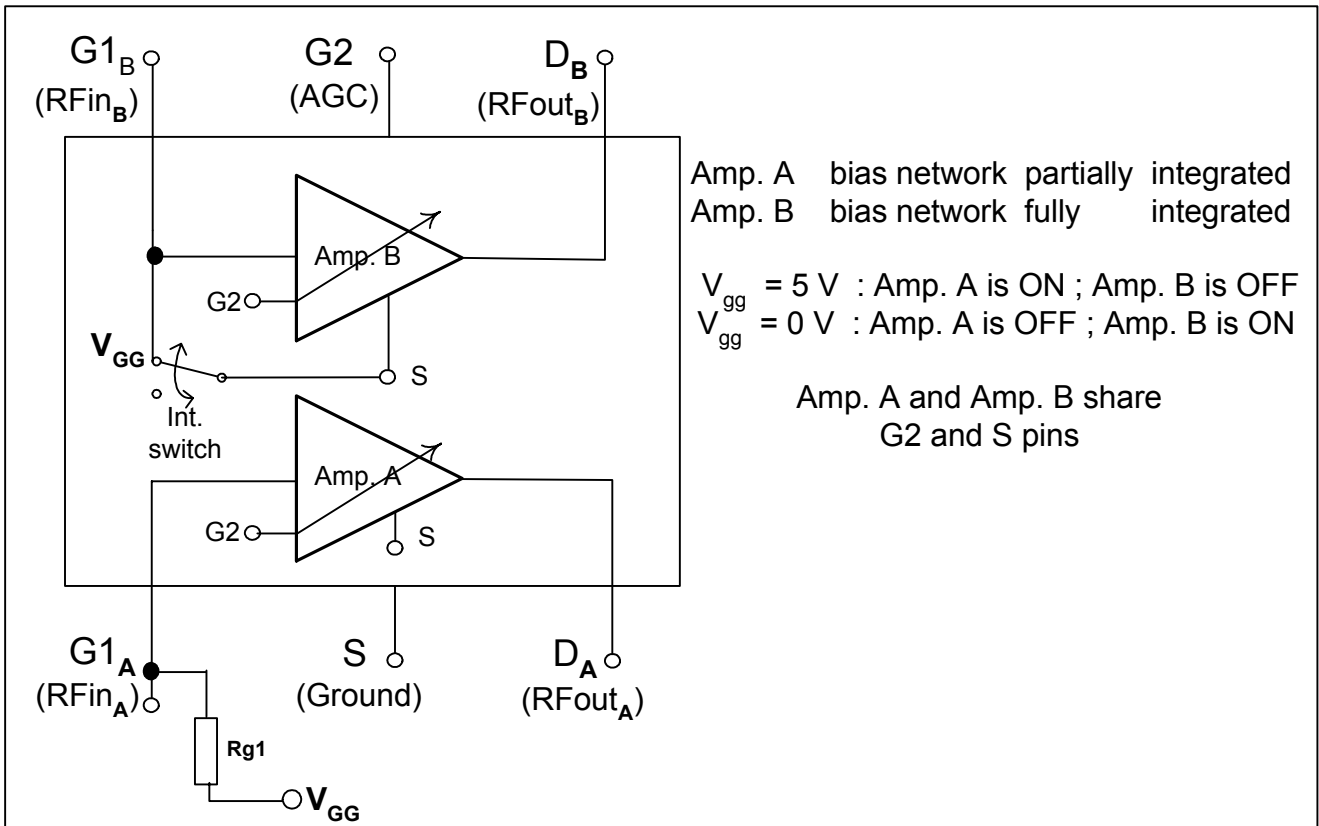 G1B G2 DB
(RFinB) (AGC) (RFoutB)
Amp. A bias network partially integrated
Amp. B bias network fully integrated
Amp. B
G2
Vgg = 5 V : Amp. A is ON ; Amp. B is OFF
Vgg = 0 V : Amp. A is OFF ; Amp. B is ON
VGG
S
Int.
switch
Amp. A and Amp. B share
G2 and S pins
Amp. A
G2
S
G1A S DA
(RFinA) (Ground) (RFoutA)
Rg1
VGG